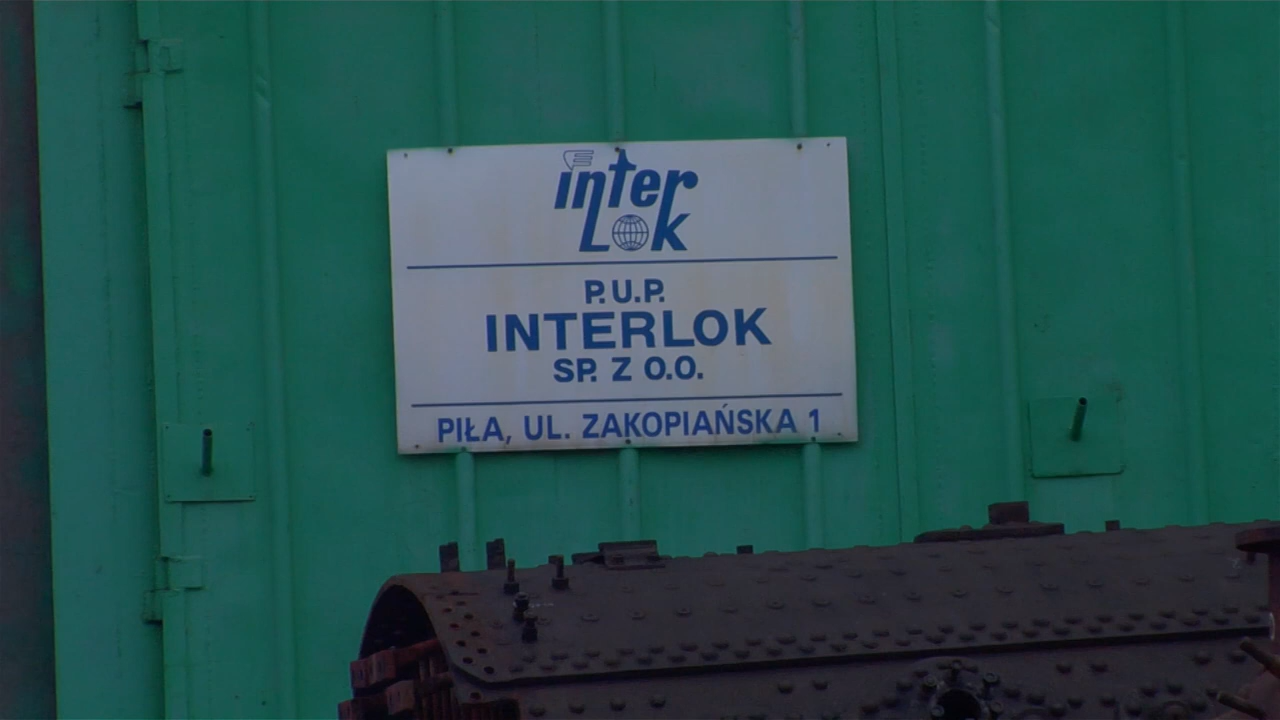 inter
Lok
P.U.P.
INTERLOK
SP. Z O.O.
PIŁA, UL. ZAKOPIAŃSKA 1